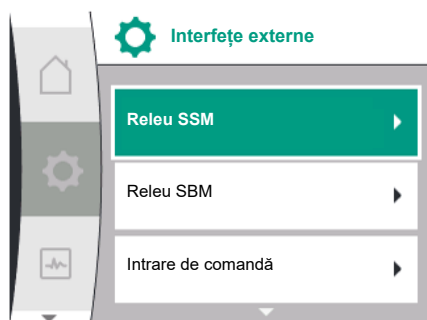 Interfețe externe
Releu SSM
Releu SBM
Intrare de comandă